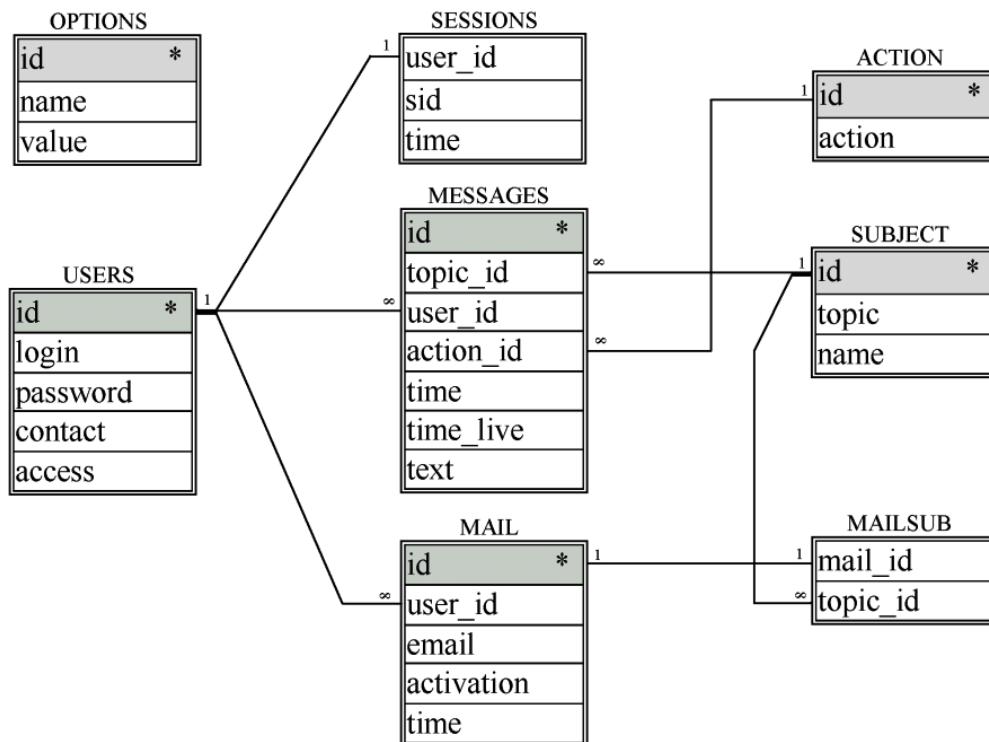 OPTIONS
id *
name
value
SESSIONS
1 user_id
sid
time
ACTION
1 id *
action
MESSAGES
id *
topic_id ∞
∞ user_id
action_id ∞
time
time_live
text
SUBJECT
1 id *
topic
name
USERS
id * 1
login
password
contact
access
MAIL
id * 1
∞ user_id
email
activation
time
MAILSUB
1 mail_id
∞ topic_id